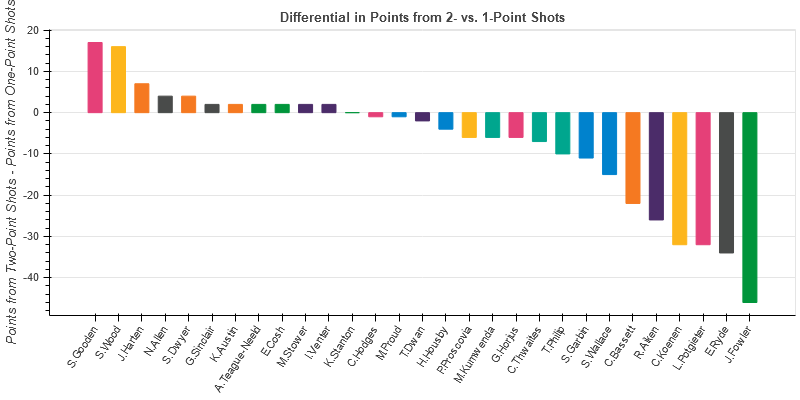 Differential in Points from 2- vs. 1-Point Shots
Points from Two-Point Shots - Points from One-Point Shots
20
10
0
-10
-20
-30
-40
S.Gooden
S.Wood
J.Harten
N.Allen
S.Dwyer
G.Sinclair
K.Austin
A.Teague-Neeld
E.Cosh
M.Stower
I.Venter
K.Stanton
C.Hodges
M.Proud
T.Dwan
H.Housby
P.Proscovia
M.Kumwenda
G.Horjus
C.Thwaites
T.Philip
S.Garbin
S.Wallace
C.Bassett
R.Aiken
C.Koenen
L.Potgieter
E.Ryde
J.Fowler